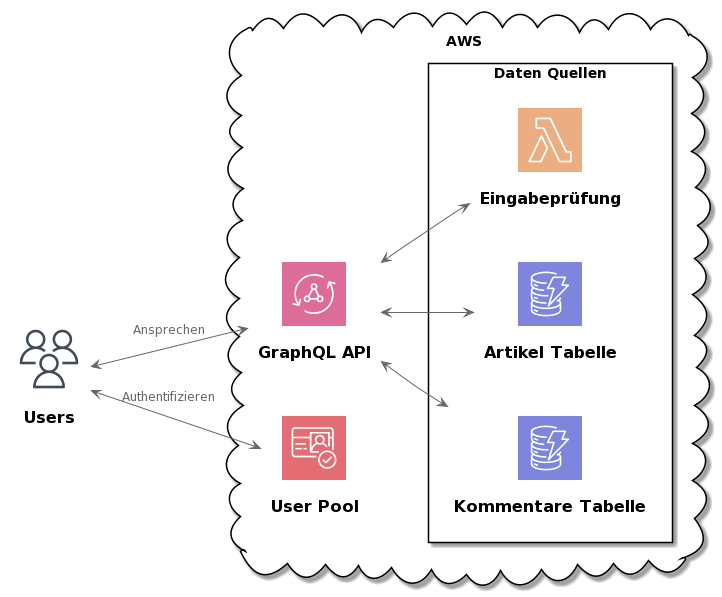 AWS
Daten Quellen
Eingabeprüfung
Ansprechen
GraphQL API
Artikel Tabelle
Users
Authentifizieren
User Pool
Kommentare Tabelle